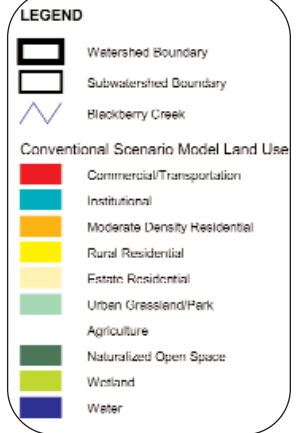 LEGEND
Watershed Boundary
Subwatershed Boundary
Blackberry Creek
Conventional Scenario Model Land Use
Commercial/Transportation
Institutional
Moderate Density Residential
Rural Residential
Estate Residential
Urban Grassland/Park
Agriculture
Naturalized Open Space
Wetland
Water